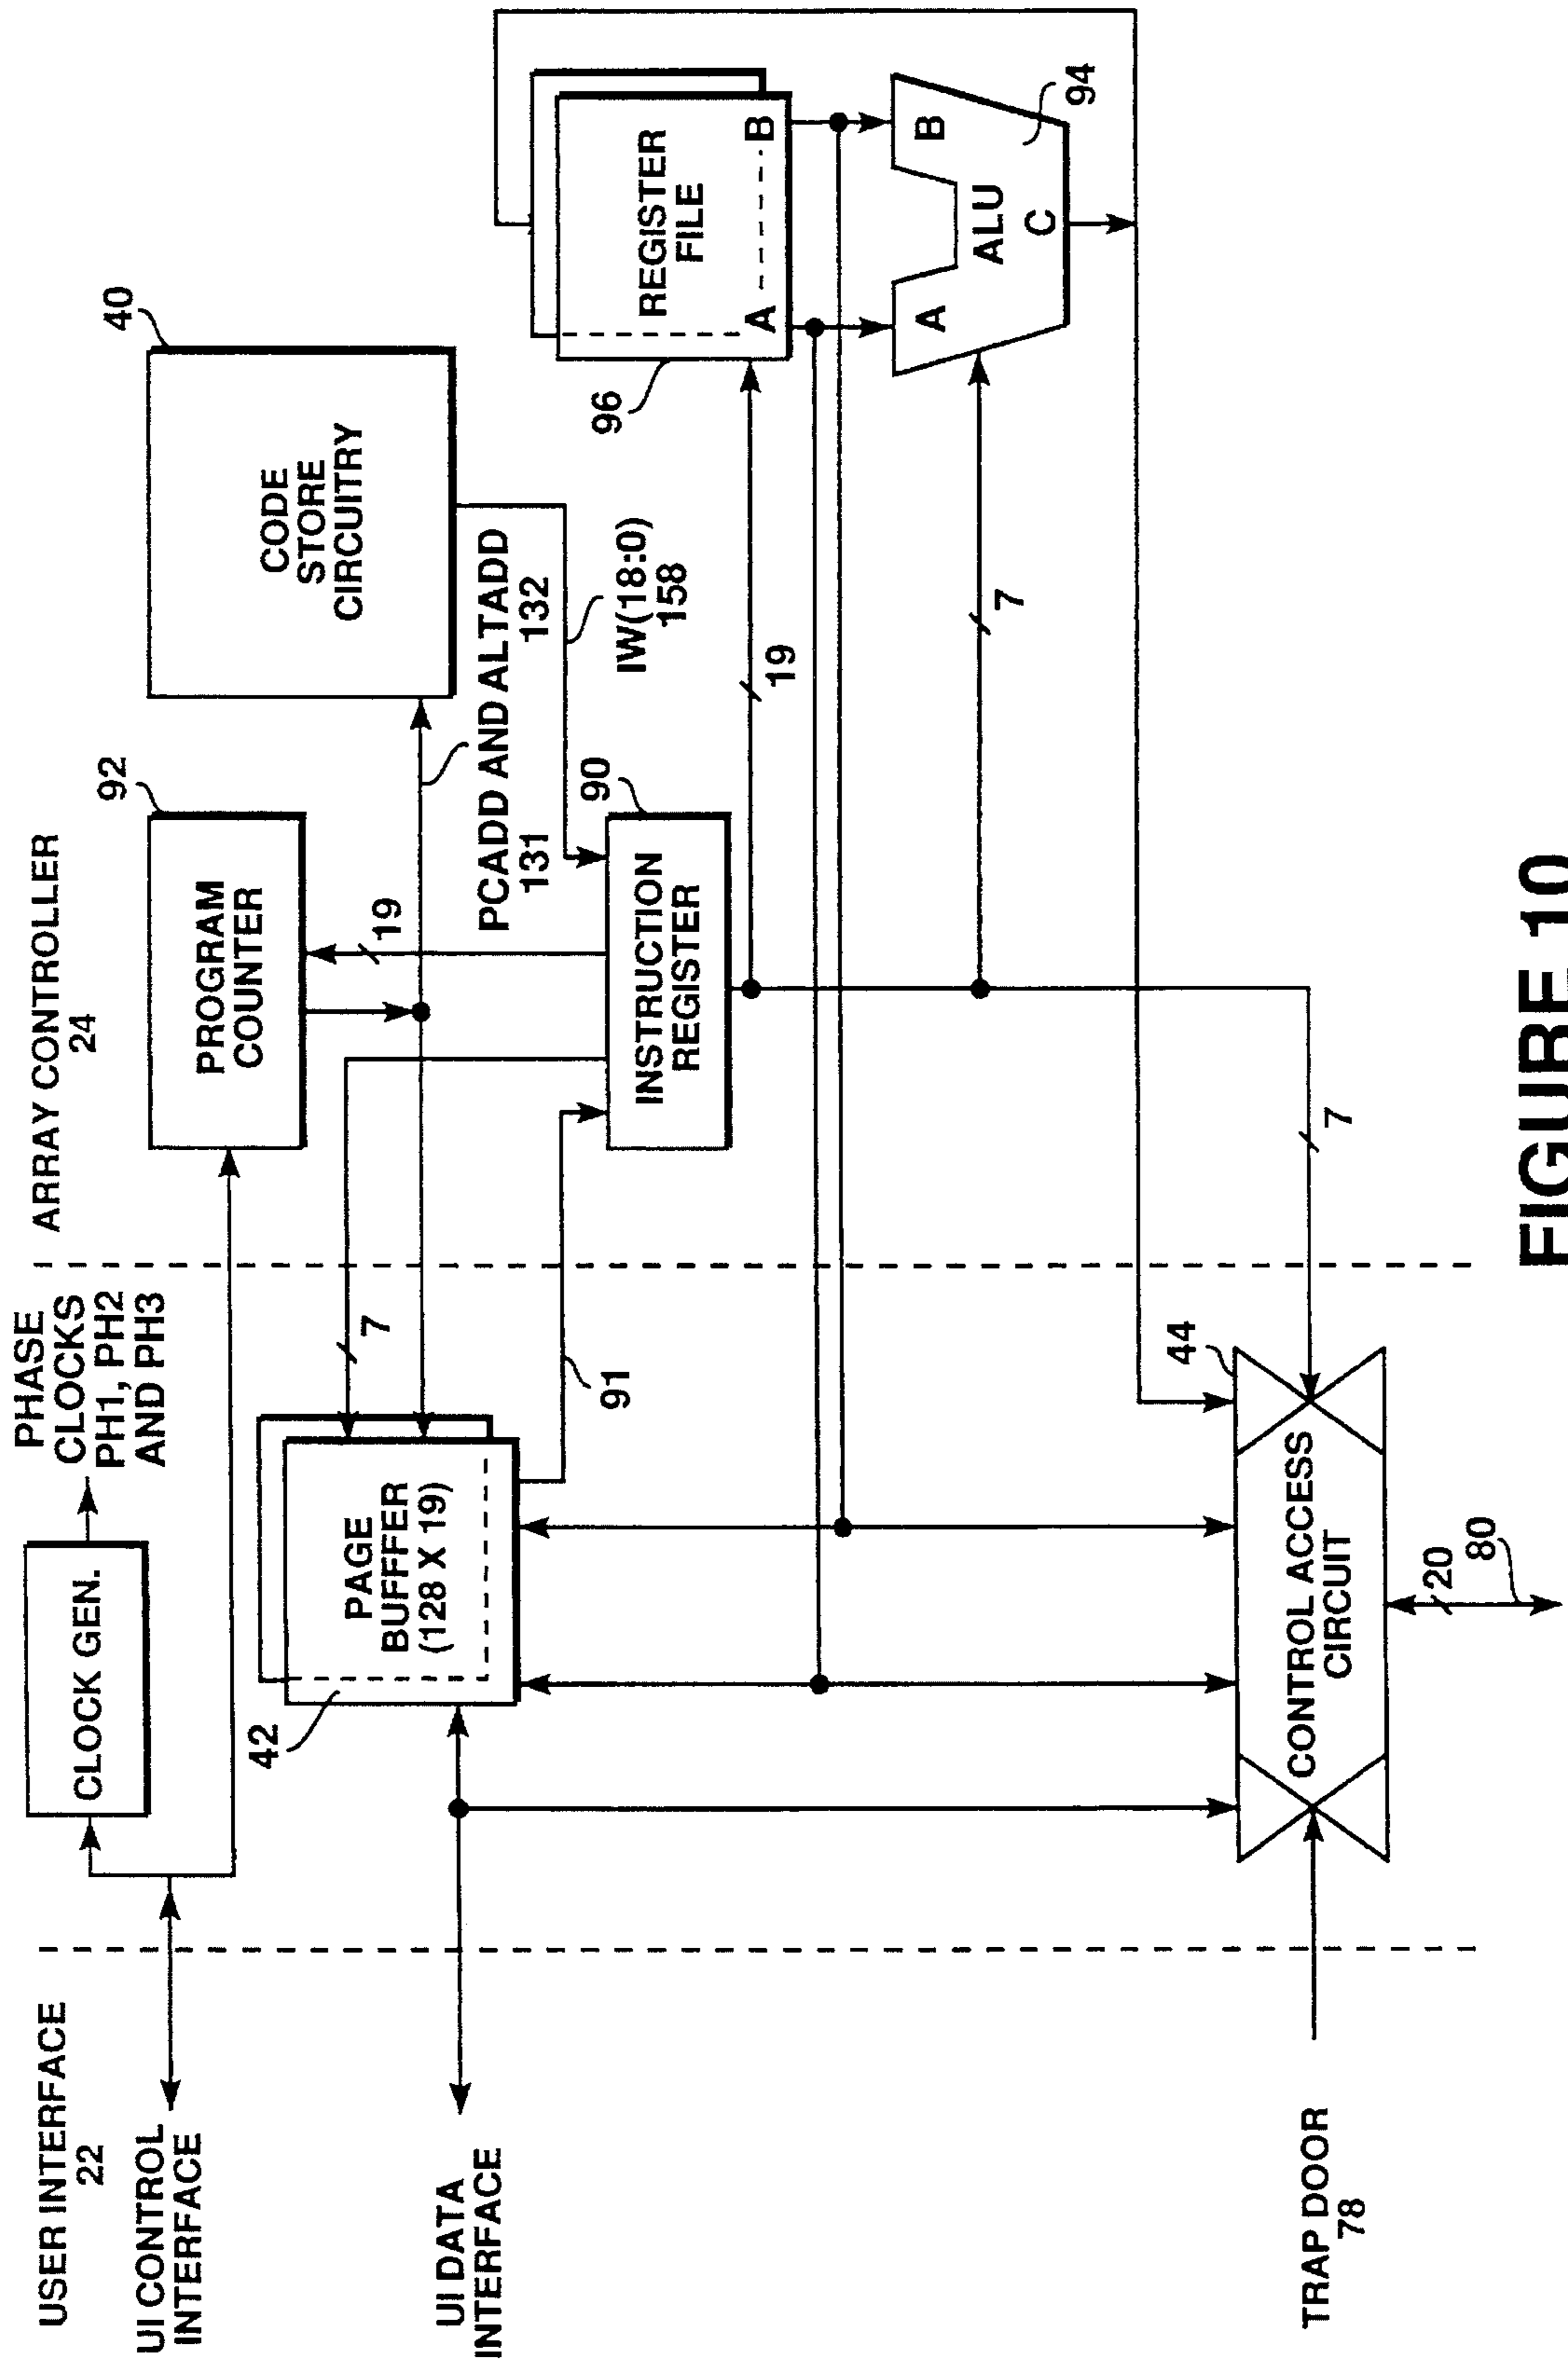 USER INTERFACE
22
PHASE
CLOCKS
PH1, PH2
AND PH3
ARRAY CONTROLLER
24
UI CONTROL
INTERFACE
CLOCK GEN.
92
PROGRAM
COUNTER
40
CODE
STORE
CIRCUITRY
7
19
42
PAGE
BUFFFER
(128 X 19)
UI DATA
INTERFACE
PCADD AND ALTADD
131 132
91
90
INSTRUCTION
REGISTER
IW(18:0)
158
96
REGISTER
FILE
A B
19
A B
ALU
C
94
7
44
7
TRAP DOOR
78
CONTROL ACCESS
CIRCUIT
20
80
FIGURE 10